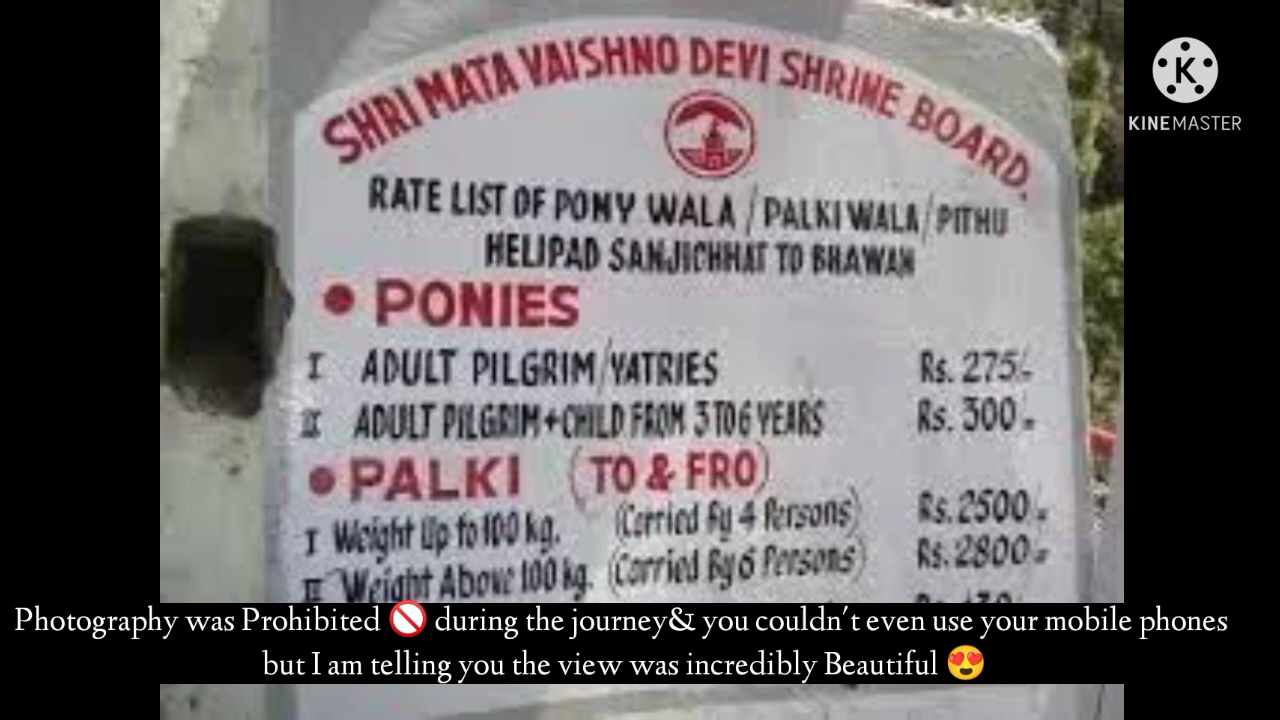 SHRI MATA VAISHNO DEVI SHRINE BOARD.
K
KINEMASTER
RATE LIST OF PONY WALA / PALKI WALA / PITHU
HELIPAD SANJICHHAT TO BHAWAN
• PONIES
I ADULT PILGRIM/YATRIES Rs. 275/-
II ADULT PILGRIM+CHILD FROM 3 TO 6 YEARS Rs. 300/-
• PALKI (TO & FRO)
I Weight Up to 100 kg. (Carried By 4 Persons) Rs. 2500/-
II Weight Above 100 kg. (Carried By 6 Persons) Rs. 2800/-
Photography was Prohibited 🚫 during the journey& you couldn't even use your mobile phones
but I am telling you the view was incredibly Beautiful 😍